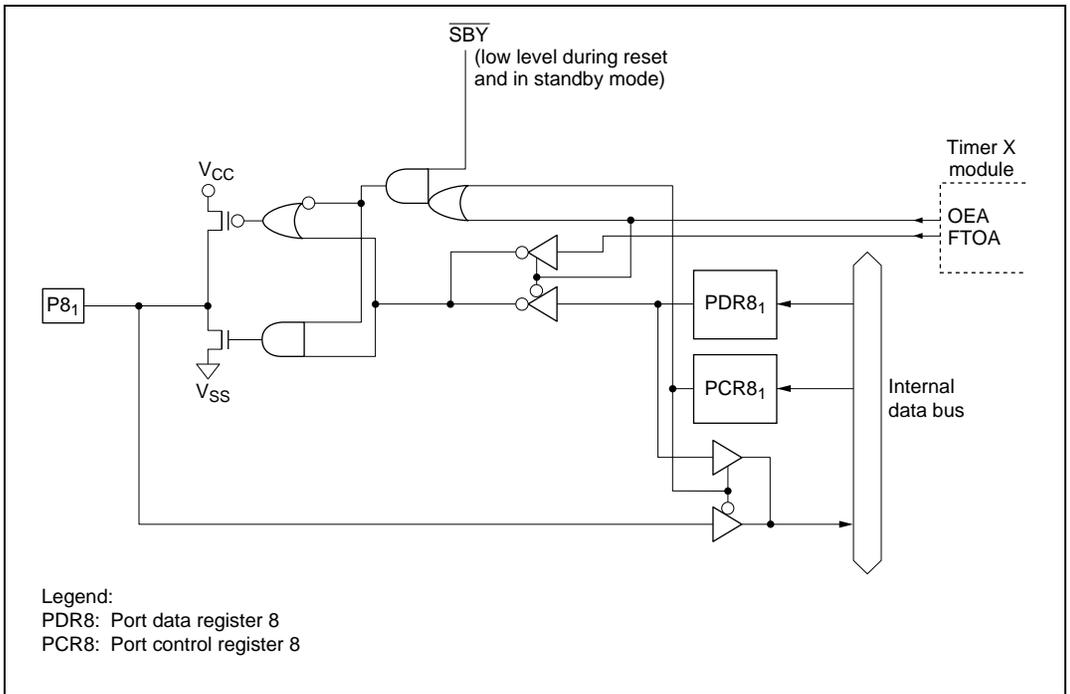 SBY
(low level during reset
and in standby mode)
Timer X
module
VCC
OEA
FTOA
P81
PDR81
VSS
PCR81
Internal
data bus
Legend:
PDR8: Port data register 8
PCR8: Port control register 8